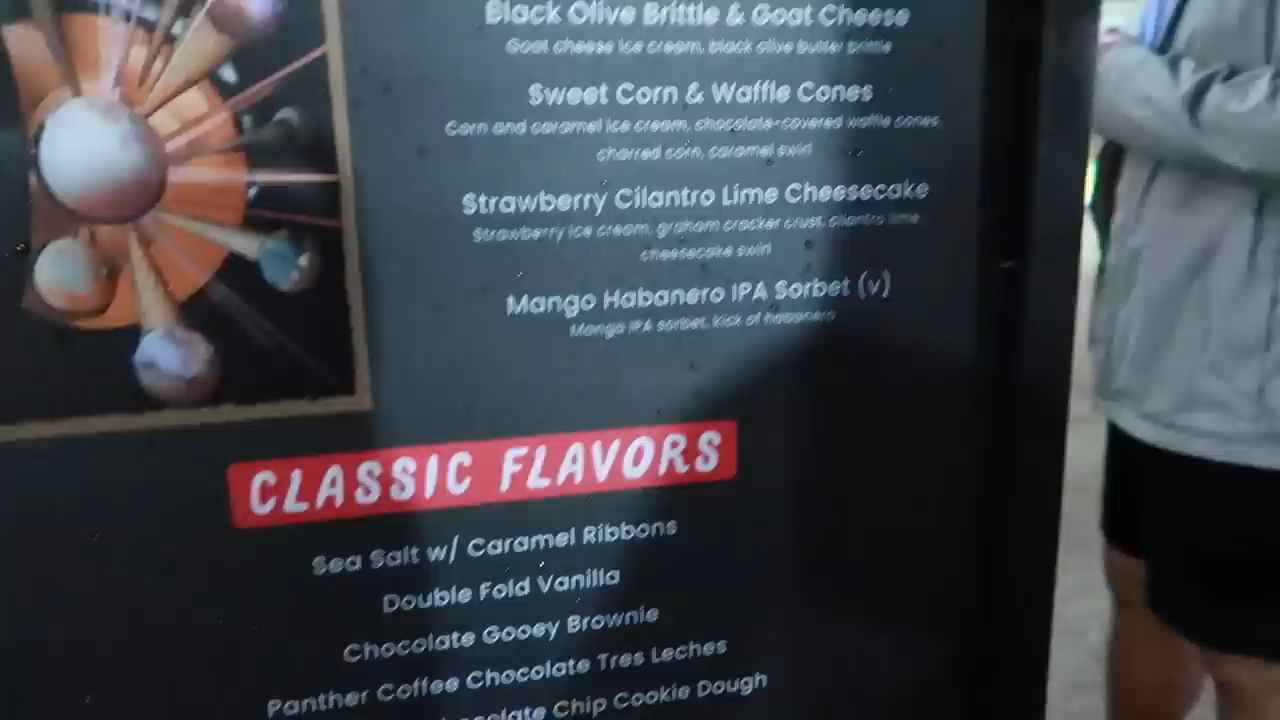 Black Olive Brittle & Goat Cheese
Goat cheese ice cream, black olive butter brittle
Sweet Corn & Waffle Cones
Corn and caramel ice cream, chocolate-covered waffle cones,
charred corn, caramel swirl
Strawberry Cilantro Lime Cheesecake
Strawberry ice cream, graham cracker crust, cilantro lime
cheesecake swirl
Mango Habanero IPA Sorbet (v)
Mango IPA sorbet, kick of habanero
CLASSIC FLAVORS
Sea Salt w/ Caramel Ribbons
Double Fold Vanilla
Chocolate Gooey Brownie
Panther Coffee Chocolate Tres Leches
Chip Cookie Dough